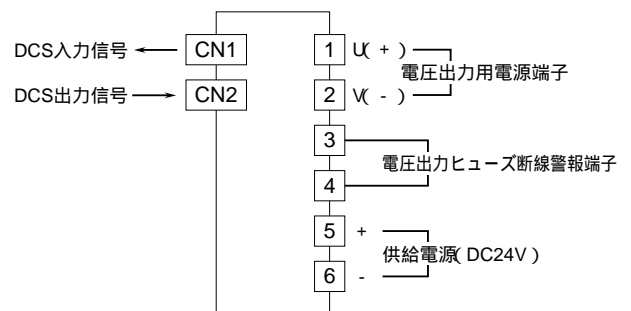 DCS入力信号 CN1 1 U( + )
電圧出力用電源端子
DCS出力信号 CN2 2 V( - )
3
電圧出力ヒューズ断線警報端子
4
5 +
供給電源( DC24V )
6 -